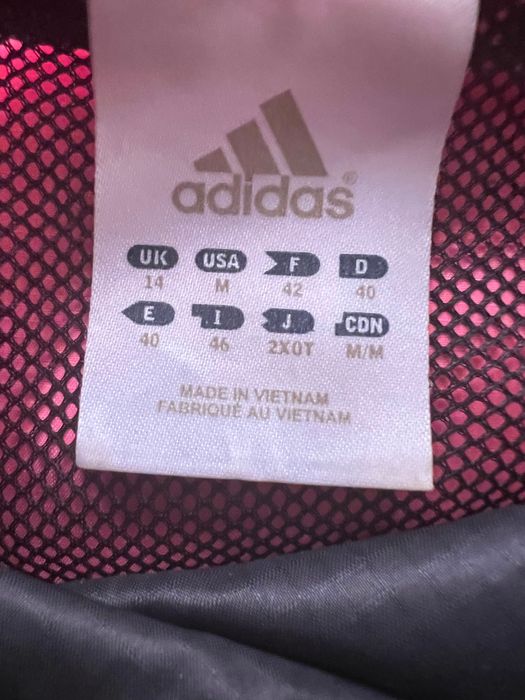 adidas®
UK USA F D
14 M 42 40
E I J CDN
40 46 2XOT M/M
MADE IN VIETNAM
FABRIQUÉ AU VIETNAM